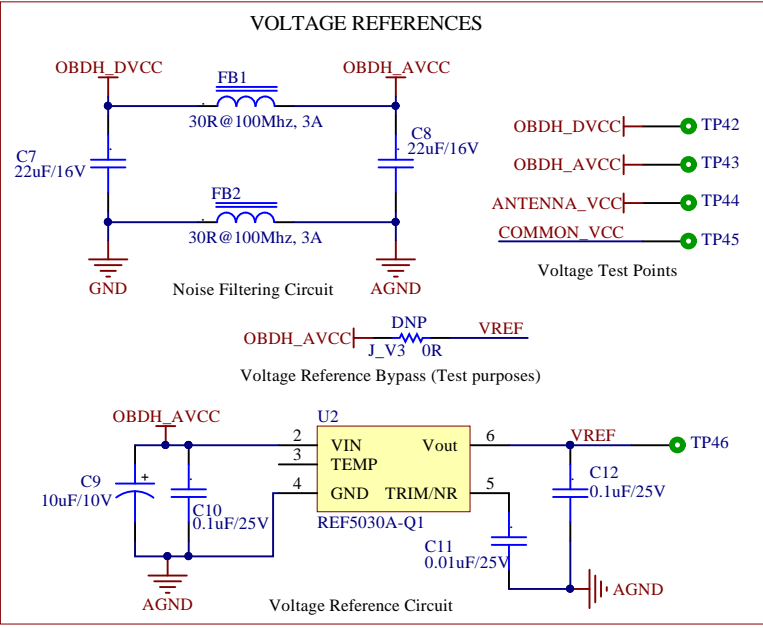 VOLTAGE REFERENCES
OBDH_DVCC
FB1
30R@100Mhz, 3A
OBDH_AVCC
C7
22uF/16V
C8
22uF/16V
FB2
30R@100Mhz, 3A
GND
Noise Filtering Circuit
AGND
OBDH_DVCC TP42
OBDH_AVCC TP43
ANTENNA_VCC TP44
COMMON_VCC TP45
Voltage Test Points
OBDH_AVCC
DNP
J_V3 0R
VREF
Voltage Reference Bypass (Test purposes)
OBDH_AVCC
U2
2 VIN Vout 6
3 TEMP
4 GND TRIM/NR 5
REF5030A-Q1
VREF
TP46
+
C9
10uF/10V
C10
0.1uF/25V
C11
0.01uF/25V
C12
0.1uF/25V
AGND
AGND
Voltage Reference Circuit